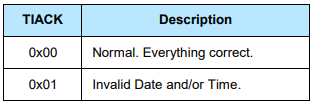 TIACK Description
0x00 Normal. Everything correct.
0x01 Invalid Date and/or Time.